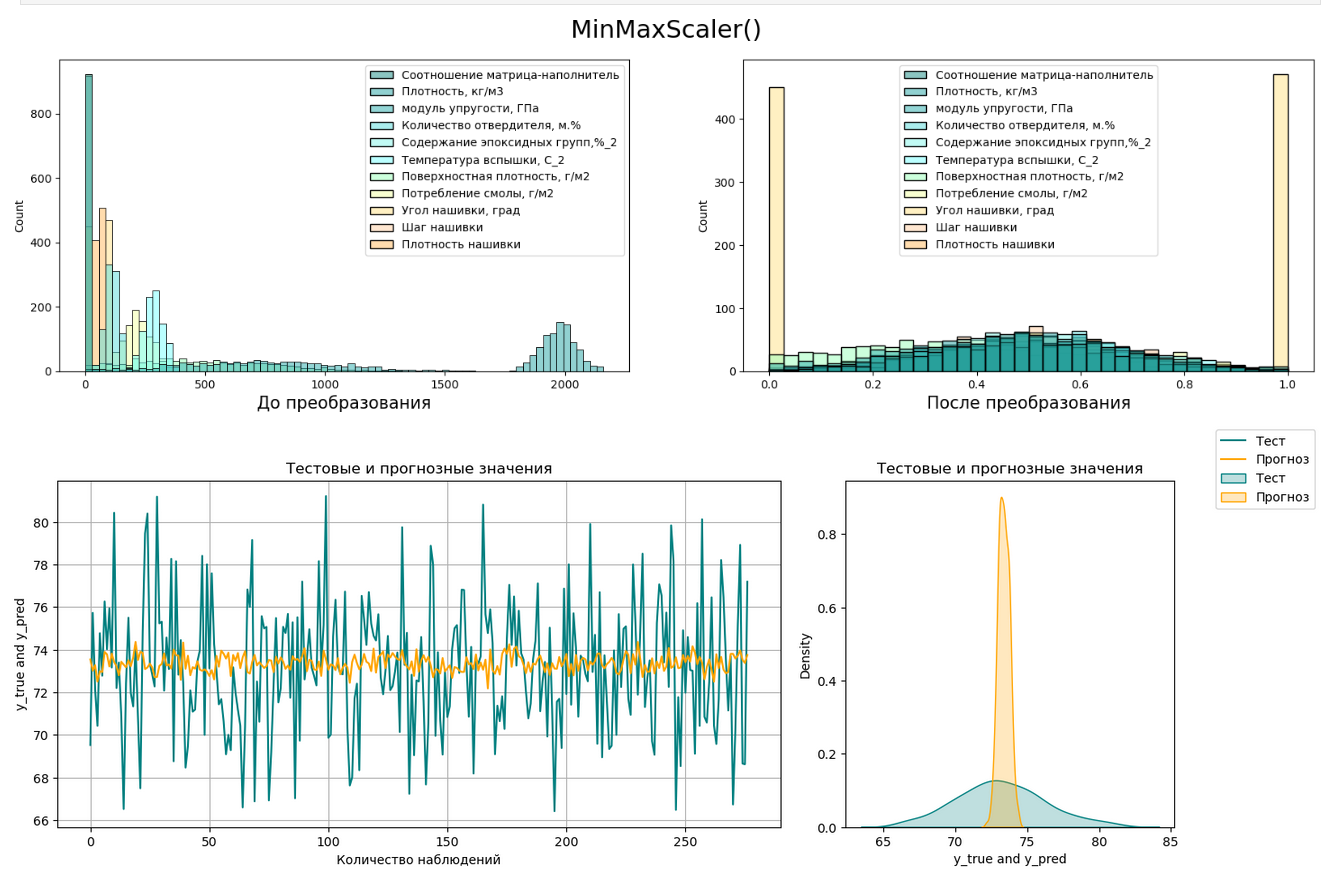 MinMaxScaler()
Соотношение матрица-наполнитель
Плотность, кг/м3
модуль упругости, ГПа
Количество отвердителя, м.%
Содержание эпоксидных групп,%_2
Температура вспышки, С_2
Поверхностная плотность, г/м2
Потребление смолы, г/м2
Угол нашивки, град
Шаг нашивки
Плотность нашивки
Count
800
600
400
200
0
0
500
1000
1500
2000
До преобразования
Соотношение матрица-наполнитель
Плотность, кг/м3
модуль упругости, ГПа
Количество отвердителя, м.%
Содержание эпоксидных групп,%_2
Температура вспышки, С_2
Поверхностная плотность, г/м2
Потребление смолы, г/м2
Угол нашивки, град
Шаг нашивки
Плотность нашивки
Count
400
300
200
100
0
0.0
0.2
0.4
0.6
0.8
1.0
После преобразования
Тест
Прогноз
Тест
Прогноз
Тестовые и прогнозные значения
y_true and y_pred
80
78
76
74
72
70
68
66
0
50
100
150
200
250
Количество наблюдений
Тестовые и прогнозные значения
Density
0.8
0.6
0.4
0.2
0.0
65
70
75
80
85
y_true and y_pred